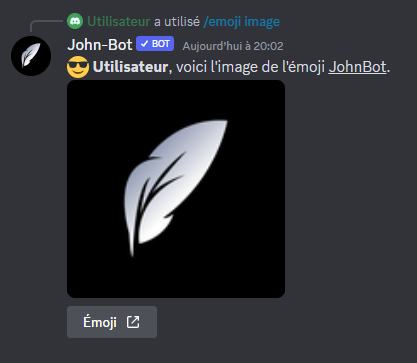 Utilisateur a utilisé /emoji image
John-Bot ✓ BOT Aujourd'hui à 20:02
😎 Utilisateur, voici l'image de l'émoji JohnBot.
Émoji